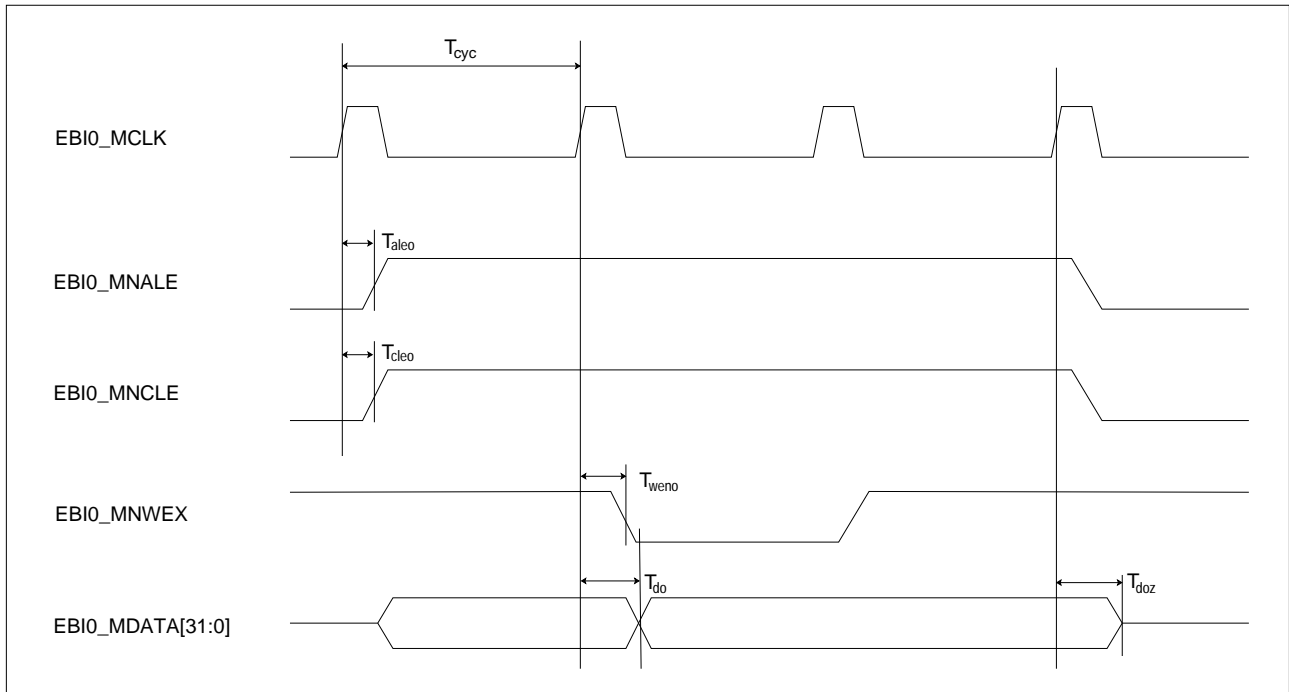 Tcyc
EBI0_MCLK
Taleo
EBI0_MNALE
Tcleo
EBI0_MNCLE
Tweno
EBI0_MNWEX
Tdo
Tdoz
EBI0_MDATA[31:0]